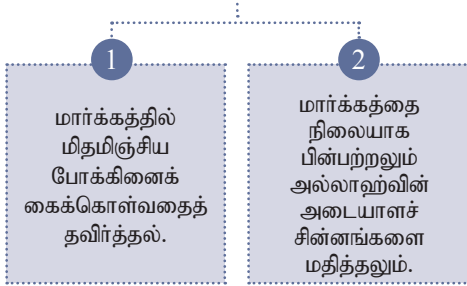 1
மார்க்கத்தில்
மிதமிஞ்சிய
போக்கினைக்
கைக்கொள்வதைத்
தவிர்த்தல்.
2
மார்க்கத்தை
நிலையாக
பின்பற்றலும்
அல்லாஹ்வின்
அடையாளச்
சின்னங்களை
மதித்தலும்.